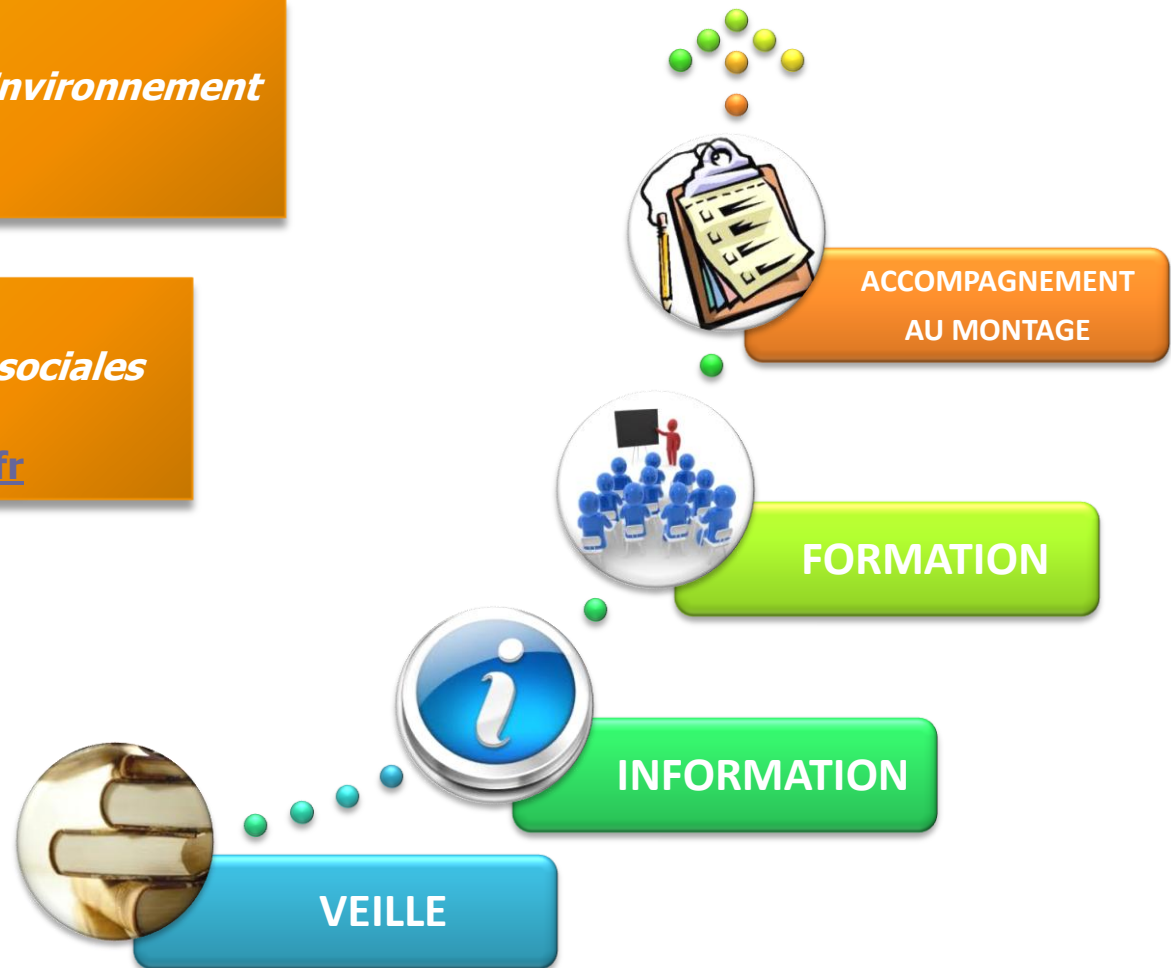 nvironnement
sociales
fr
ACCOMPAGNEMENT
AU MONTAGE
FORMATION
INFORMATION
VEILLE